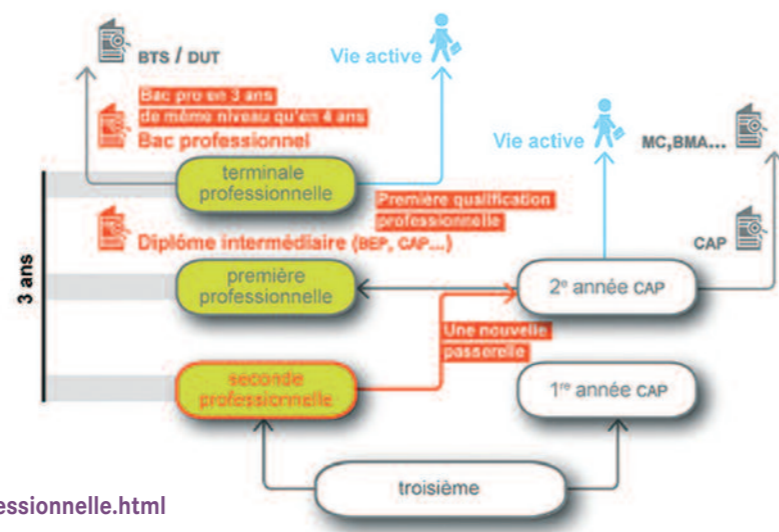 BTS / DUT
Vie active
Bac pro en 3 ans
de même niveau qu'en 4 ans
Bac professionnel
Vie active
MC,BMA...
terminale
professionnelle
Première qualification
professionnelle
Diplôme intermédiaire (BEP, CAP...)
CAP
3 ans
première
professionnelle
2e année CAP
Une nouvelle
passerelle
seconde
professionnelle
1re année CAP
troisième
essionnelle.html